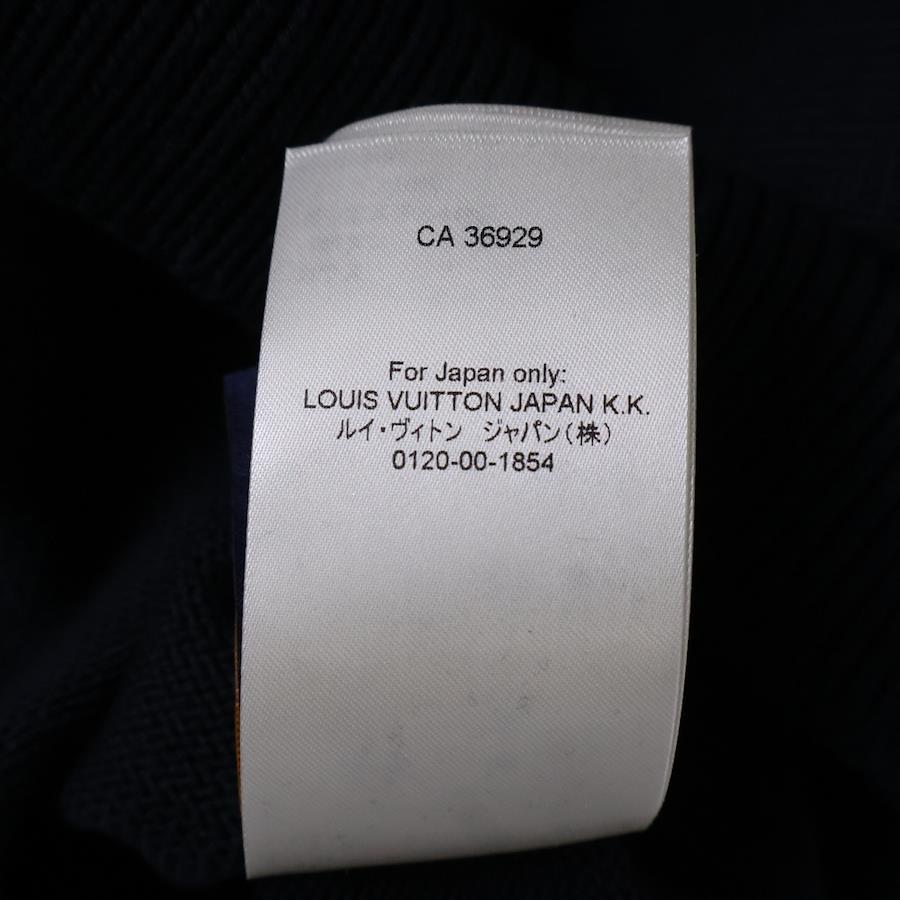 CA 36929
For Japan only:
LOUIS VUITTON JAPAN K.K.
ルイ・ヴィトン　ジャパン(株)
0120-00-1854